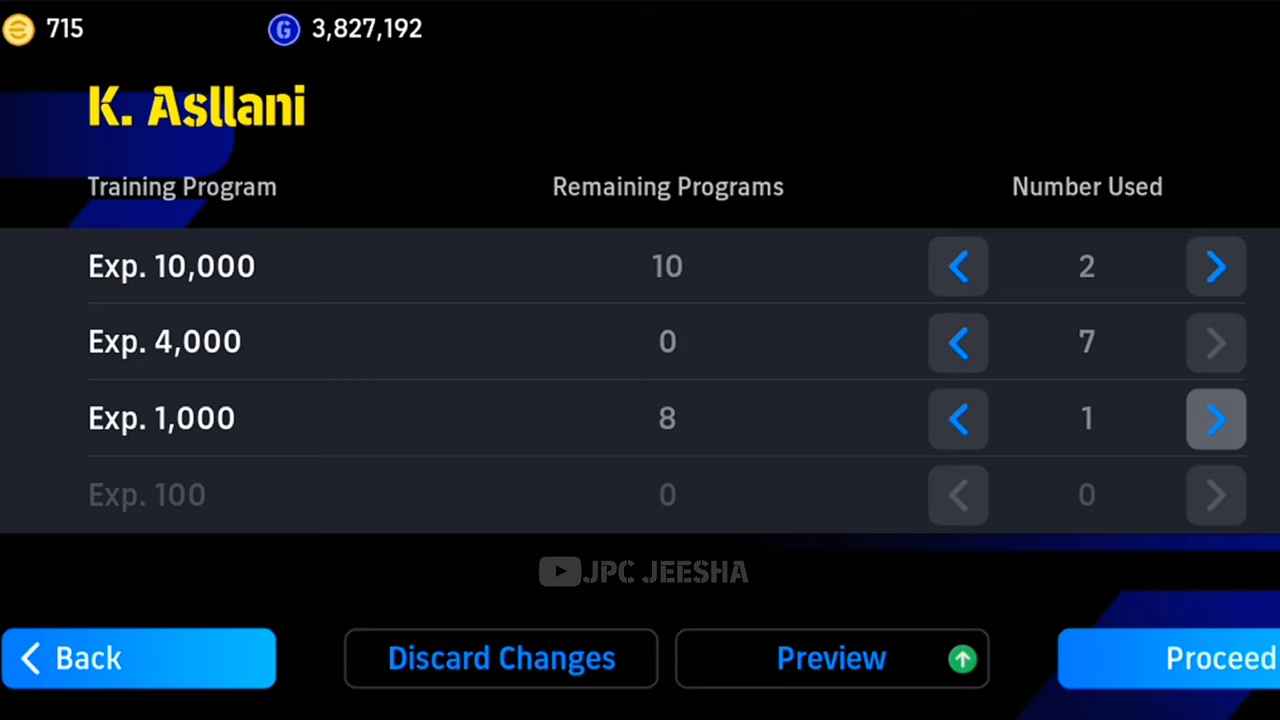 715 G 3,827,192
K. Asllani
Training Program Remaining Programs Number Used
Exp. 10,000 10 2
Exp. 4,000 0 7
Exp. 1,000 8 1
Exp. 100 0 0
JPC JEESHA
Back Discard Changes Preview Proceed